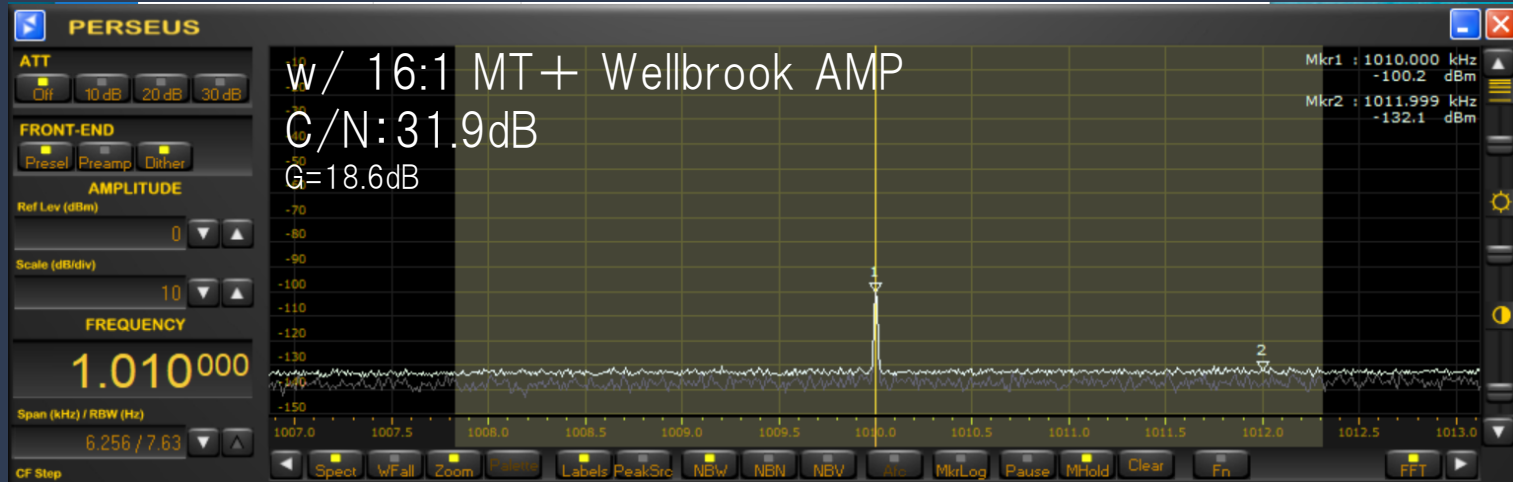 PERSEUS
ATT
Off 10 dB 20 dB 30 dB
FRONT-END
Presel Preamp Dither
AMPLITUDE
Ref Lev (dBm)
0
Scale (dB/div)
10
FREQUENCY
1.010000
Span (kHz) / RBW (Hz)
6.256 / 7.63
CF Step
w/ 16:1 MT+ Wellbrook AMP
C/N:31.9dB
G=18.6dB
Mkr1 : 1010.000 kHz
-100.2 dBm
Mkr2 : 1011.999 kHz
-132.1 dBm
-10
-30
-40
-50
-70
-80
-90
-100
-110
-120
-130
-140
-150
1
2
1007.0 1007.5 1008.0 1008.5 1009.0 1009.5 1010.0 1010.5 1011.0 1011.5 1012.0 1012.5 1013.0
Spect WFall Zoom Palette Labels PeakSrc NBW NBN NBV MkrLog Pause MHold Clear Fn FFT